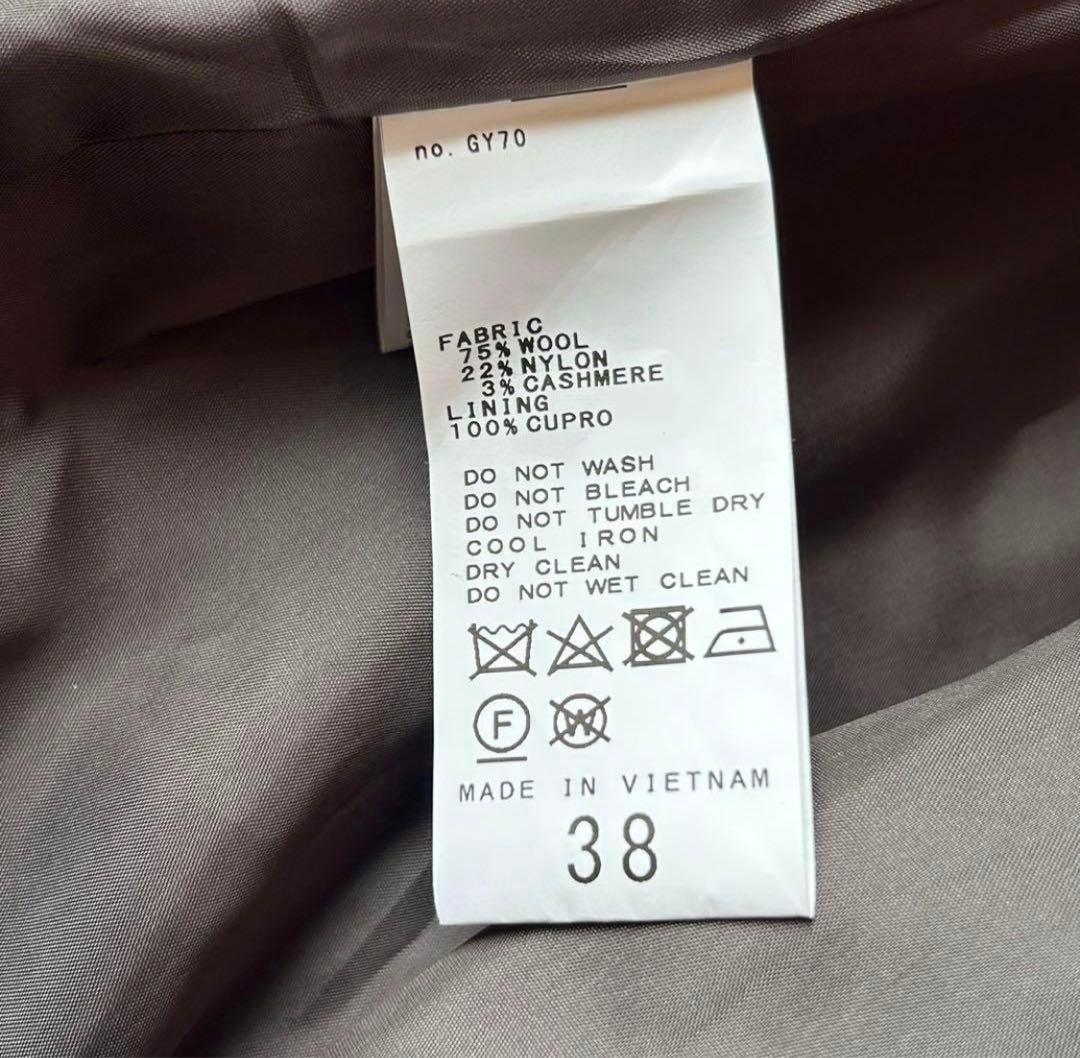 no. GY70
FABRIC
75% WOOL
22% NYLON
3% CASHMERE
LINING
100% CUPRO
DO NOT WASH
DO NOT BLEACH
DO NOT TUMBLE DRY
COOL IRON
DRY CLEAN
DO NOT WET CLEAN
F W
MADE IN VIETNAM
38